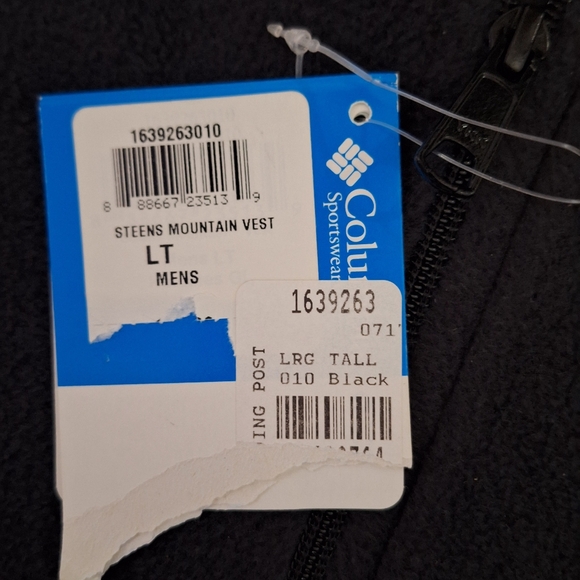 1639263010
8 88667 23513 9
STEENS MOUNTAIN VEST
LT
MENS
Colu
Sportswear
1639263
071
ING POST
LRG TALL
010 Black